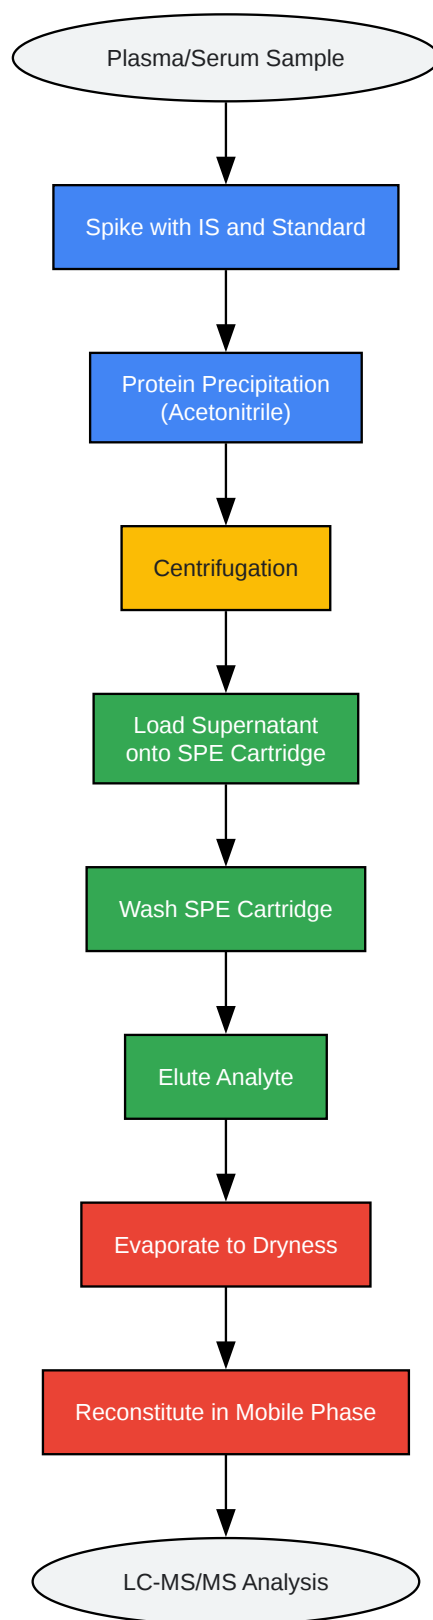 Plasma/Serum Sample
Spike with IS and Standard
Protein Precipitation
(Acetonitrile)
Centrifugation
Load Supernatant
onto SPE Cartridge
Wash SPE Cartridge
Elute Analyte
Evaporate to Dryness
Reconstitute in Mobile Phase
LC-MS/MS Analysis